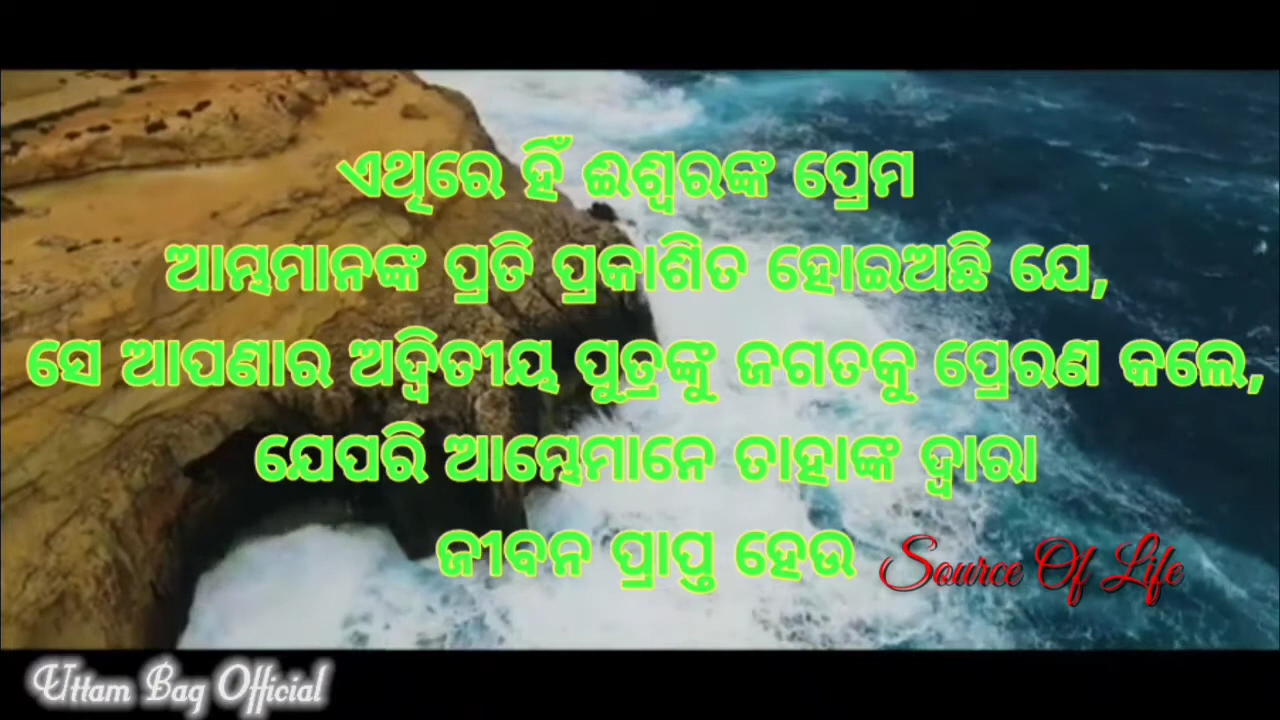 ଏଥିରେ ହିଁ ଈଶ୍ୱରଙ୍କ ପ୍ରେମ
ଆମ୍ଭମାନଙ୍କ ପ୍ରତି ପ୍ରକାଶିତ ହୋଇଅଛି ଯେ,
ସେ ଆପଣାର ଅଦ୍ୱିତୀୟ ପୁତ୍ରଙ୍କୁ ଜଗତକୁ ପ୍ରେରଣ କଲେ,
ଯେପରି ଆମ୍ଭେମାନେ ତାହାଙ୍କ ଦ୍ୱାରା
ଜୀବନ ପ୍ରାପ୍ତ ହେଉ
Source Of Life
Uttam Bag Official